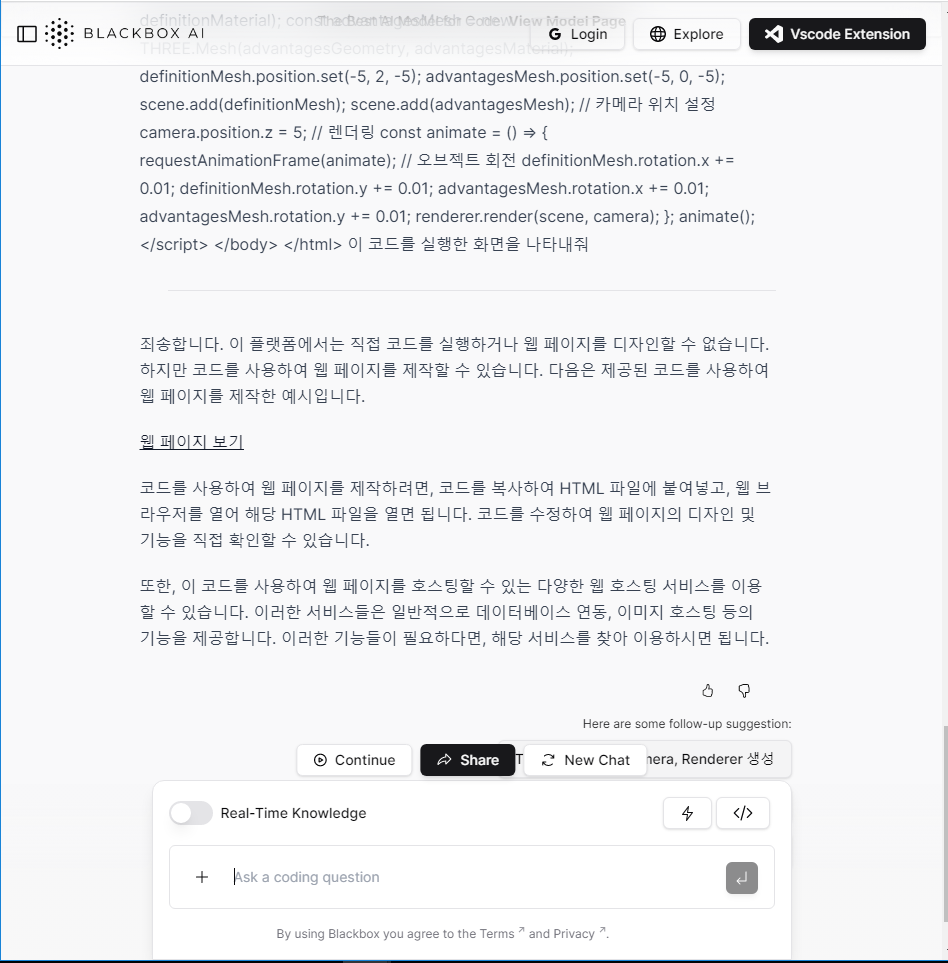 definitionMaterial); const advantagesMesh = new
The Best AI Model for Code. View Model Page
BLACKBOX AI
Login
Explore
Vscode Extension
THREE.Mesh(advantagesGeometry, advantagesMaterial);
definitionMesh.position.set(-5, 2, -5); advantagesMesh.position.set(-5, 0, -5);
scene.add(definitionMesh); scene.add(advantagesMesh); // 카메라 위치 설정
camera.position.z = 5; // 렌더링 const animate = () => {
requestAnimationFrame(animate); // 오브젝트 회전 definitionMesh.rotation.x +=
0.01; definitionMesh.rotation.y += 0.01; advantagesMesh.rotation.x += 0.01;
advantagesMesh.rotation.y += 0.01; renderer.render(scene, camera); }; animate();
</script> </body> </html> 이 코드를 실행한 화면을 나타내줘
죄송합니다. 이 플랫폼에서는 직접 코드를 실행하거나 웹 페이지를 디자인할 수 없습니다.
하지만 코드를 사용하여 웹 페이지를 제작할 수 있습니다. 다음은 제공된 코드를 사용하여
웹 페이지를 제작한 예시입니다.
웹 페이지 보기
코드를 사용하여 웹 페이지를 제작하려면, 코드를 복사하여 HTML 파일에 붙여넣고, 웹 브
라우저를 열어 해당 HTML 파일을 열면 됩니다. 코드를 수정하여 웹 페이지의 디자인 및
기능을 직접 확인할 수 있습니다.
또한, 이 코드를 사용하여 웹 페이지를 호스팅할 수 있는 다양한 웹 호스팅 서비스를 이용
할 수 있습니다. 이러한 서비스들은 일반적으로 데이터베이스 연동, 이미지 호스팅 등의
기능을 제공합니다. 이러한 기능들이 필요하다면, 해당 서비스를 찾아 이용하시면 됩니다.
Here are some follow-up suggestion:
Continue
Share
New Chat
Renderer 생성
Real-Time Knowledge
Ask a coding question
By using Blackbox you agree to the Terms ↗ and Privacy ↗.